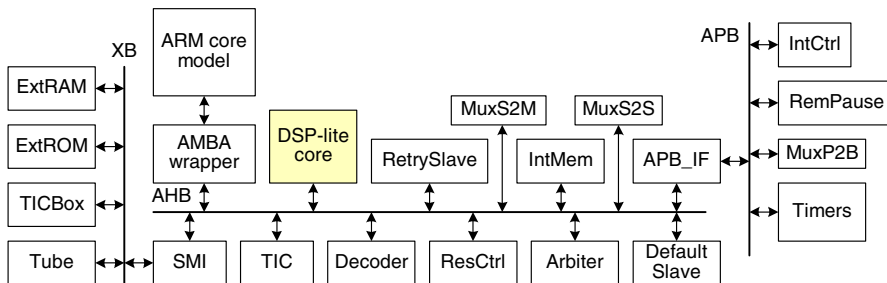 XB
ARM core
model
APB
IntCtrl
ExtRAM
MuxS2M
MuxS2S
RemPause
ExtROM
AMBA
wrapper
DSP-lite
core
RetrySlave
IntMem
APB_IF
MuxP2B
AHB
TICBox
Timers
Tube
SMI
TIC
Decoder
ResCtrl
Arbiter
Default
Slave